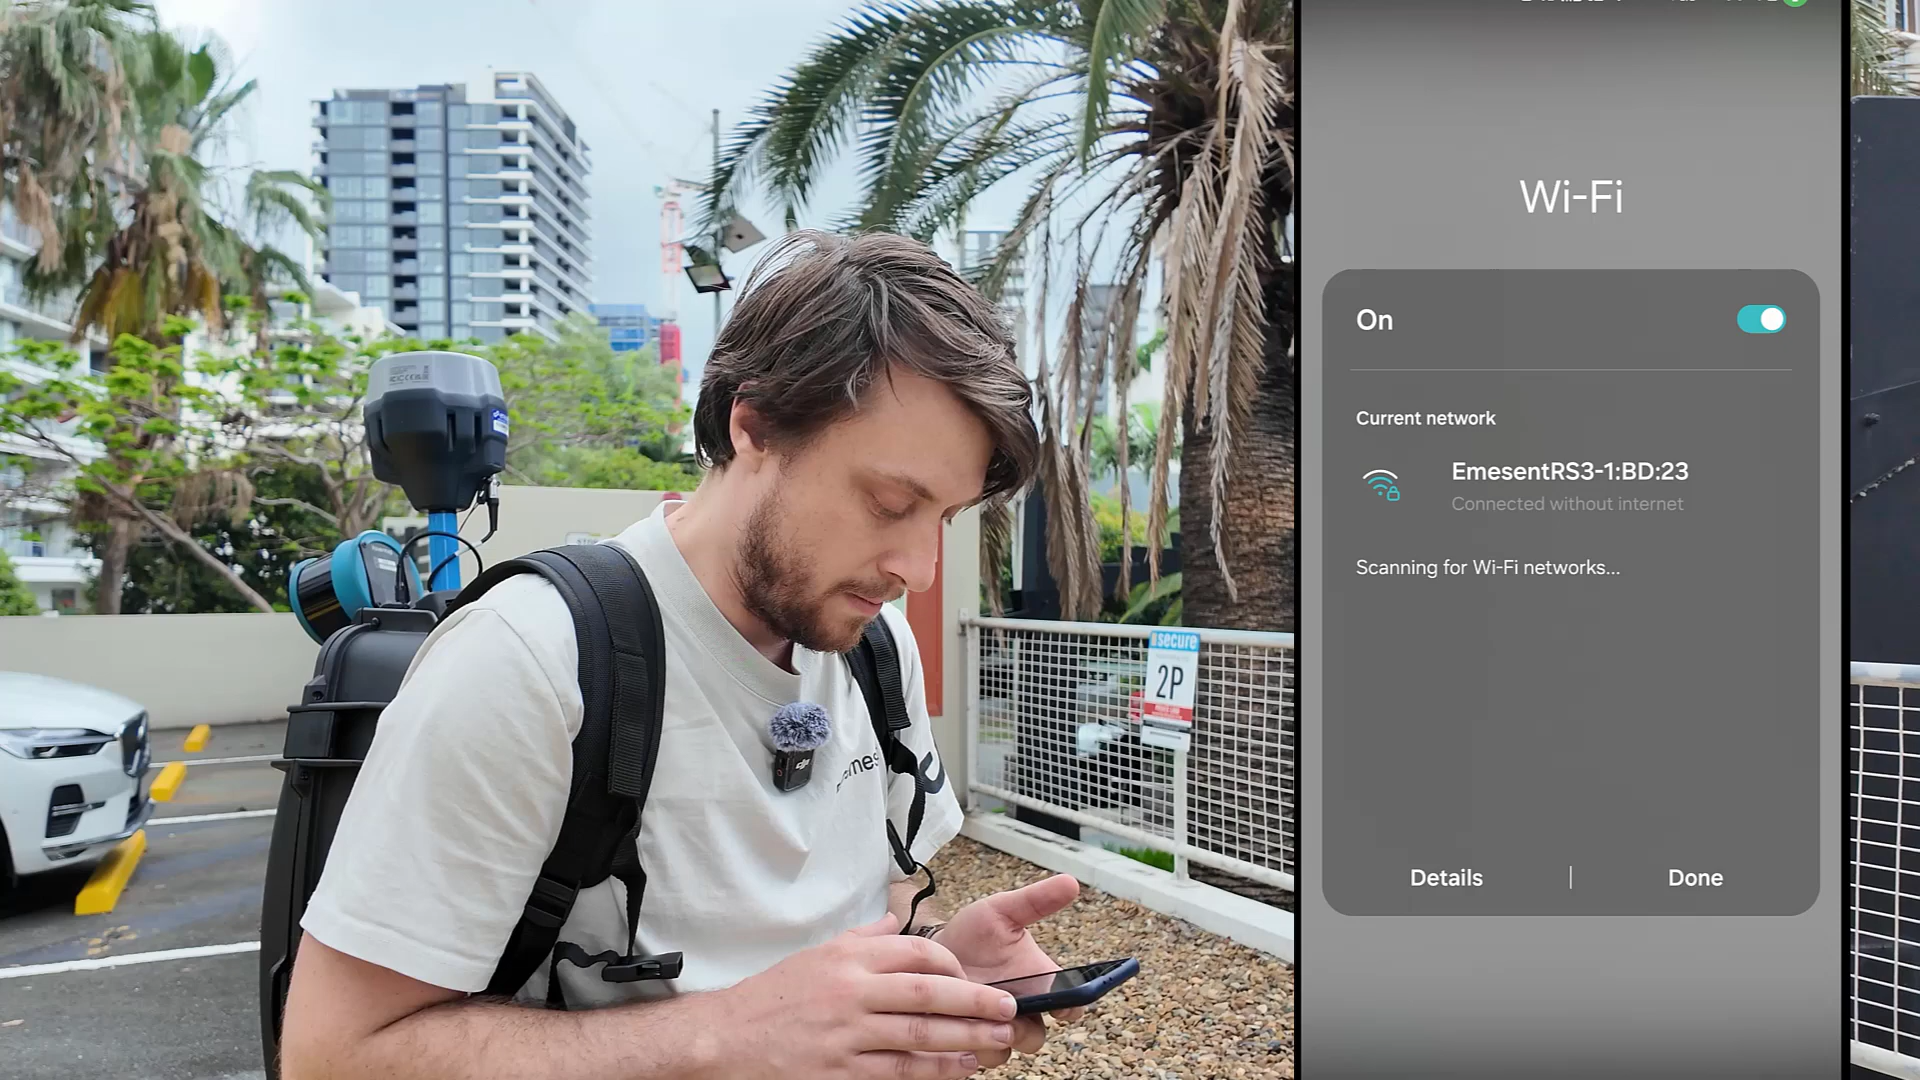 Wi-Fi
On
Current network
EmesentRS3-1:BD:23
Connected without internet
Scanning for Wi-Fi networks...
Details
Done
secure
2P
dji